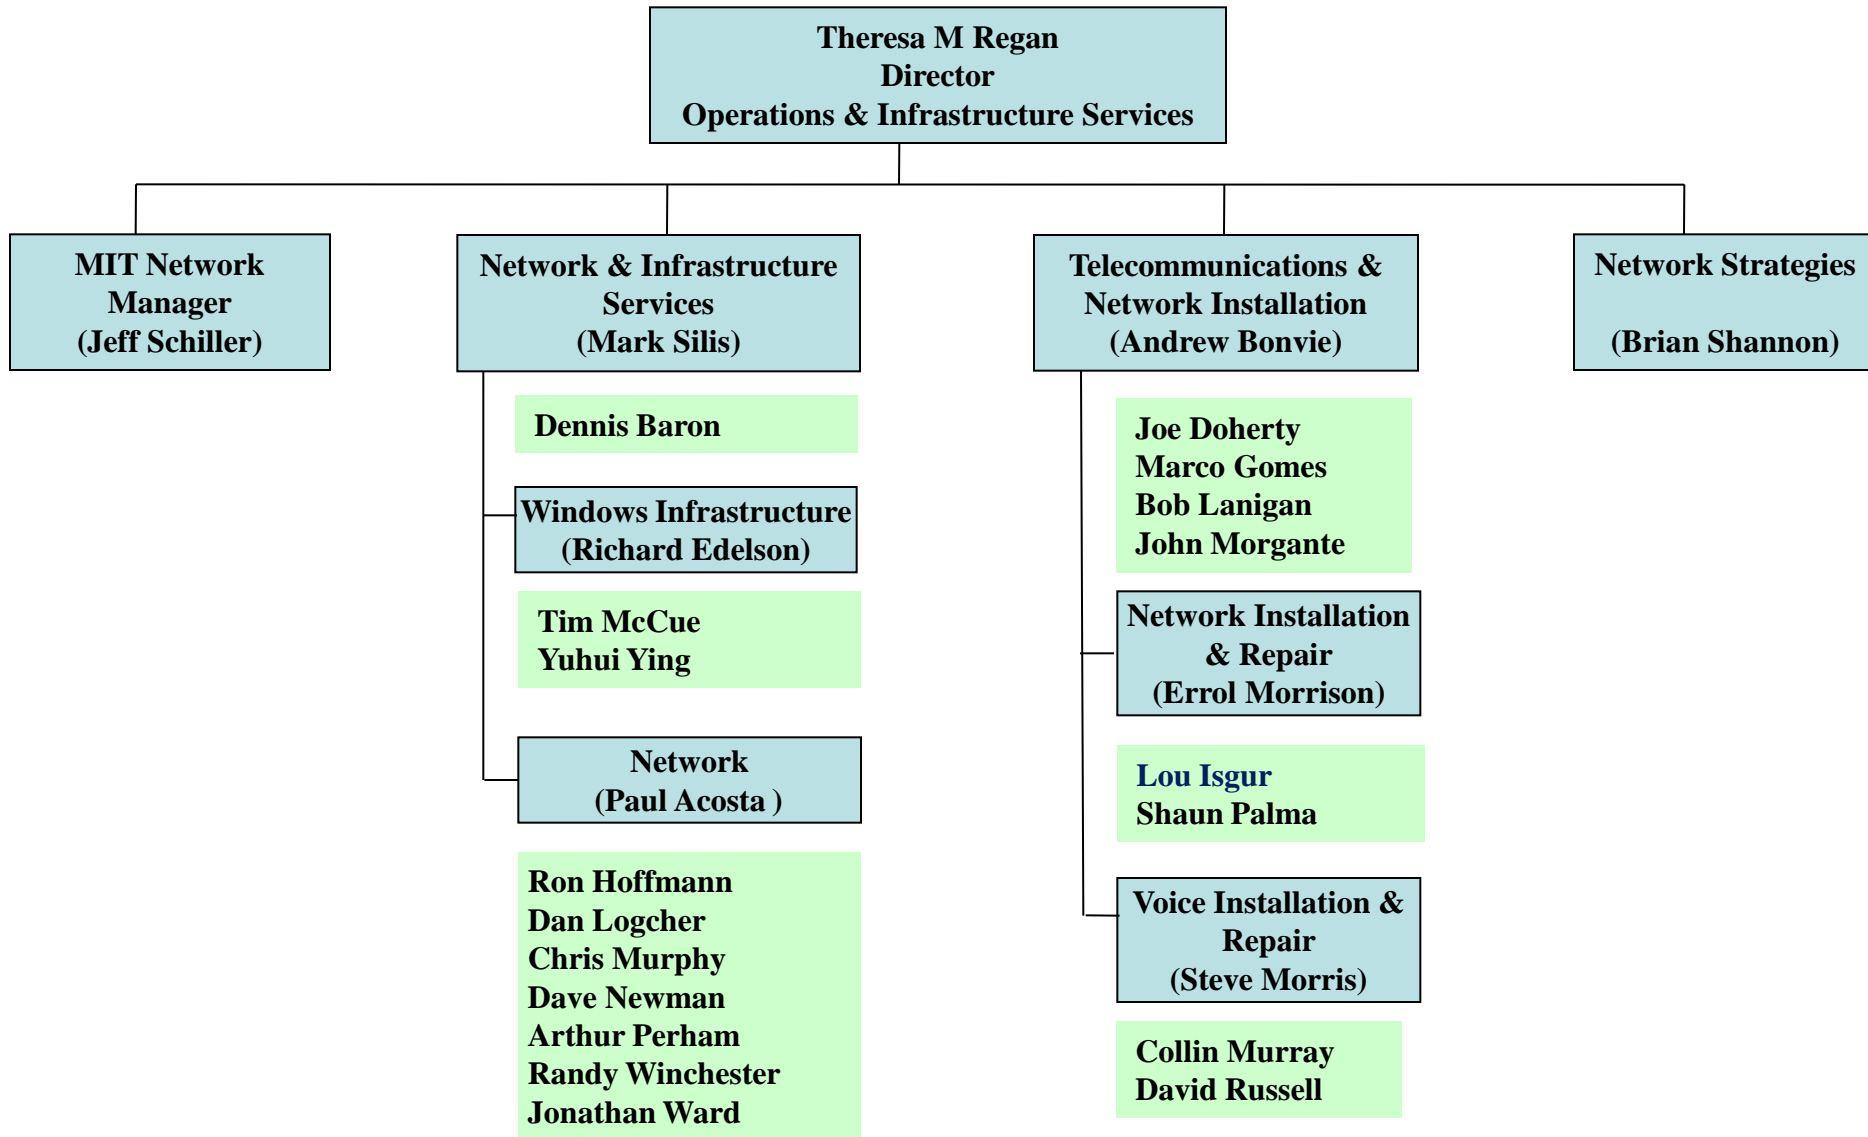 Theresa M Regan
Director
Operations & Infrastructure Services
MIT Network
Manager
(Jeff Schiller)
Network & Infrastructure
Services
(Mark Silis)
Dennis Baron
Windows Infrastructure
(Richard Edelson)
Tim McCue
Yuhui Ying
Network
(Paul Acosta )
Ron Hoffmann
Dan Logcher
Chris Murphy
Dave Newman
Arthur Perham
Randy Winchester
Jonathan Ward
Telecommunications &
Network Installation
(Andrew Bonvie)
Joe Doherty
Marco Gomes
Bob Lanigan
John Morgante
Network Installation
& Repair
(Errol Morrison)
Lou Isgur
Shaun Palma
Voice Installation &
Repair
(Steve Morris)
Collin Murray
David Russell
Network Strategies
(Brian Shannon)